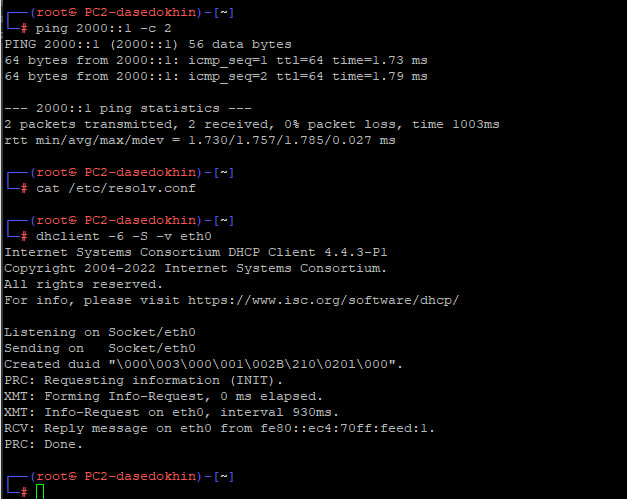 ┌──(root㉿ PC2-dasedokhin)-[~]
└─# ping 2000::1 -c 2
PING 2000::1 (2000::1) 56 data bytes
64 bytes from 2000::1: icmp_seq=1 ttl=64 time=1.73 ms
64 bytes from 2000::1: icmp_seq=2 ttl=64 time=1.79 ms
--- 2000::1 ping statistics ---
2 packets transmitted, 2 received, 0% packet loss, time 1003ms
rtt min/avg/max/mdev = 1.730/1.757/1.785/0.027 ms
┌──(root㉿ PC2-dasedokhin)-[~]
└─# cat /etc/resolv.conf
┌──(root㉿ PC2-dasedokhin)-[~]
└─# dhclient -6 -S -v eth0
Internet Systems Consortium DHCP Client 4.4.3-P1
Copyright 2004-2022 Internet Systems Consortium.
All rights reserved.
For info, please visit https://www.isc.org/software/dhcp/
Listening on Socket/eth0
Sending on   Socket/eth0
Created duid "\000\003\000\001\002B\210\020l\000".
PRC: Requesting information (INIT).
XMT: Forming Info-Request, 0 ms elapsed.
XMT: Info-Request on eth0, interval 930ms.
RCV: Reply message on eth0 from fe80::ec4:70ff:feed:1.
PRC: Done.
┌──(root㉿ PC2-dasedokhin)-[~]
└─#